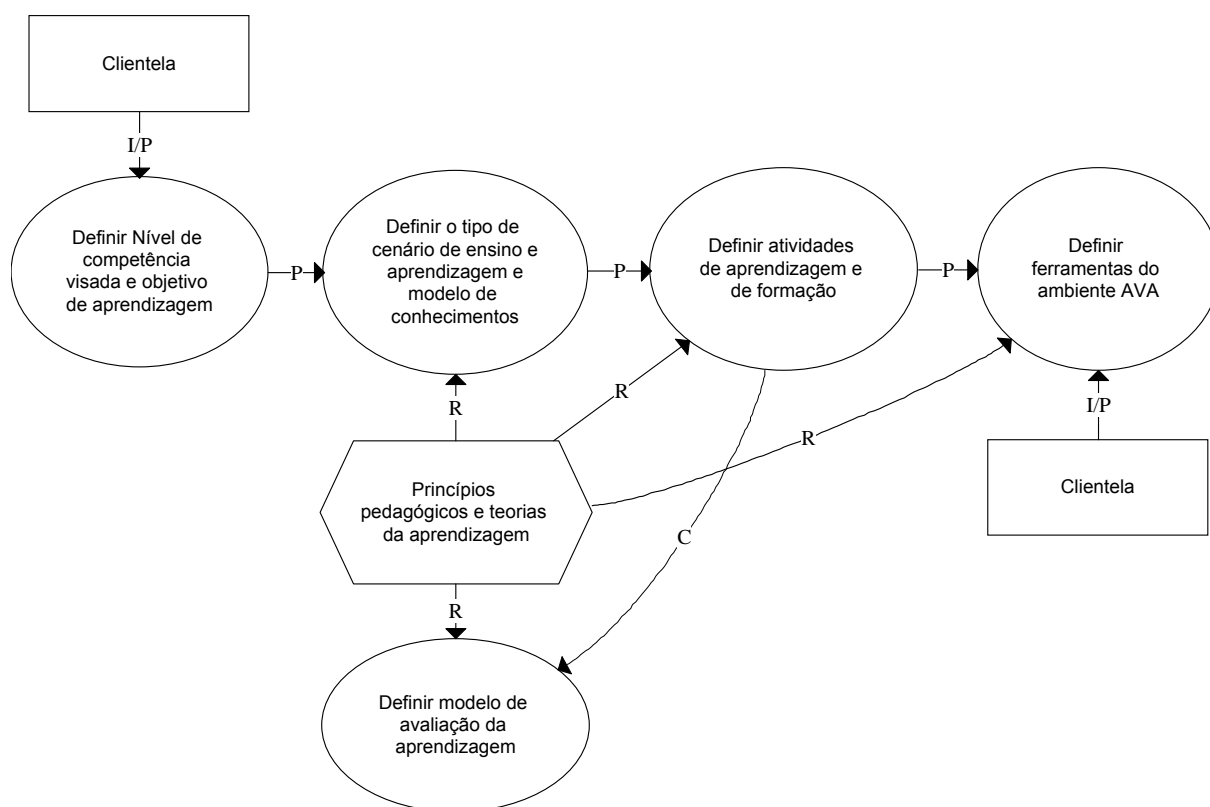 Clientela
I/P
Definir Nível de
competência
visada e objetivo
de aprendizagem
P
Definir o tipo de
cenário de ensino e
aprendizagem e
modelo de
conhecimentos
P
Definir atividades
de aprendizagem e
de formação
P
Definir
ferramentas do
ambiente AVA
R
R
R
I/P
Clientela
Princípios
pedagógicos e teorias
da aprendizagem
C
R
Definir modelo de
avaliação da
aprendizagem